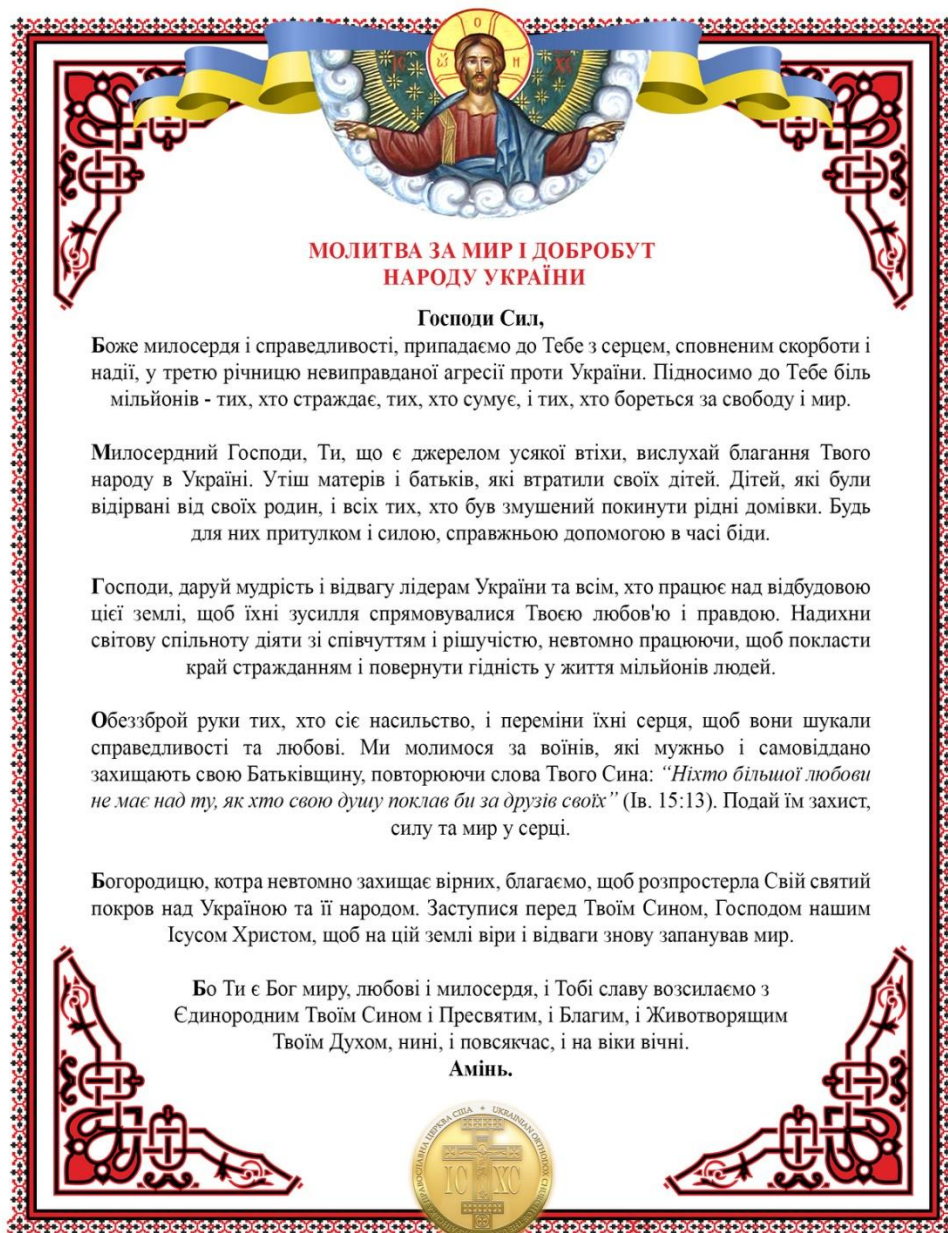 О
Ѡ Н
ІС ХС
МОЛИТВА ЗА МИР І ДОБРОБУТ
НАРОДУ УКРАЇНИ
Господи Сил,
Боже милосердя і справедливості, припадаємо до Тебе з серцем, сповненим скорботи і
надії, у третю річницю невиправданої агресії проти України. Підносимо до Тебе біль
мільйонів - тих, хто страждає, тих, хто сумує, і тих, хто бореться за свободу і мир.
Милосердний Господи, Ти, що є джерелом усякої втіхи, вислухай благання Твого
народу в Україні. Утіш матерів і батьків, які втратили своїх дітей. Дітей, які були
відірвані від своїх родин, і всіх тих, хто був змушений покинути рідні домівки. Будь
для них притулком і силою, справжньою допомогою в часі біди.
Господи, даруй мудрість і відвагу лідерам України та всім, хто працює над відбудовою
цієї землі, щоб їхні зусилля спрямовувалися Твоєю любов'ю і правдою. Надихни
світову спільноту діяти зі співчуттям і рішучістю, невтомно працюючи, щоб покласти
край стражданням і повернути гідність у життя мільйонів людей.
Обеззброй руки тих, хто сіє насильство, і переміни їхні серця, щоб вони шукали
справедливості та любові. Ми молимося за воїнів, які мужньо і самовіддано
захищають свою Батьківщину, повторюючи слова Твого Сина: “Ніхто більшої любови
не має над ту, як хто свою душу поклав би за друзів своїх” (Ів. 15:13). Подай їм захист,
силу та мир у серці.
Богородицю, котра невтомно захищає вірних, благаємо, щоб розпростерла Свій святий
покров над Україною та її народом. Заступися перед Твоїм Сином, Господом нашим
Ісусом Христом, щоб на цій землі віри і відваги знову запанував мир.
Бо Ти є Бог миру, любові і милосердя, і Тобі славу возсилаємо з
Єдинородним Твоїм Сином і Пресвятим, і Благим, і Животворящим
Твоїм Духом, нині, і повсякчас, і на віки вічні.
Амінь.
ПРАВОСЛАВНА ЦЕРКВА США + UKRAINIAN ORTHODOX CHURCH
ІС ХС